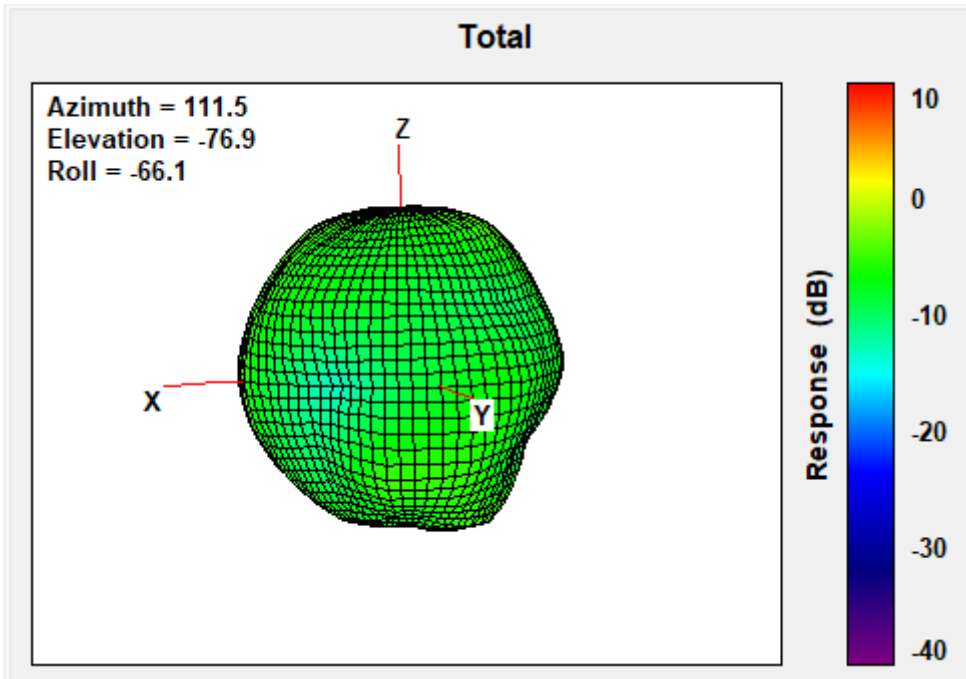 Total
Azimuth = 111.5
Elevation = -76.9
Roll = -66.1
Z
X
Y
10
0
-10
-20
-30
-40
Response (dB)